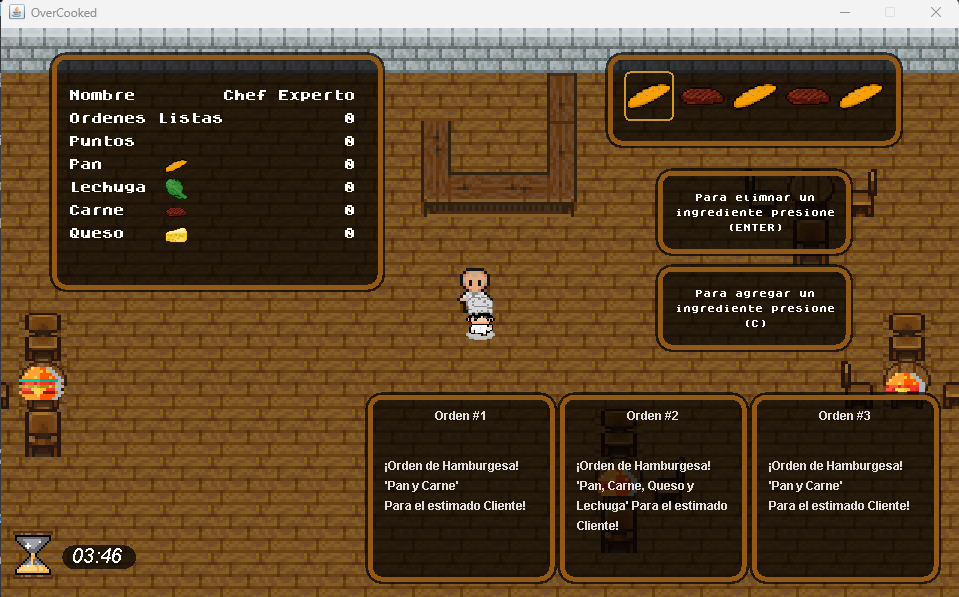 OverCooked
Nombre Chef Experto
Ordenes Listas 0
Puntos 0
Pan 0
Lechuga 0
Carne 0
Queso 0
Para elimnar un
ingrediente presione
(ENTER)
Para agregar un
ingrediente presione
(C)
Orden #1
¡Orden de Hamburgesa!
'Pan y Carne'
Para el estimado Cliente!
Orden #2
¡Orden de Hamburgesa!
'Pan, Carne, Queso y
Lechuga' Para el estimado
Cliente!
Orden #3
¡Orden de Hamburgesa!
'Pan y Carne'
Para el estimado Cliente!
03:46